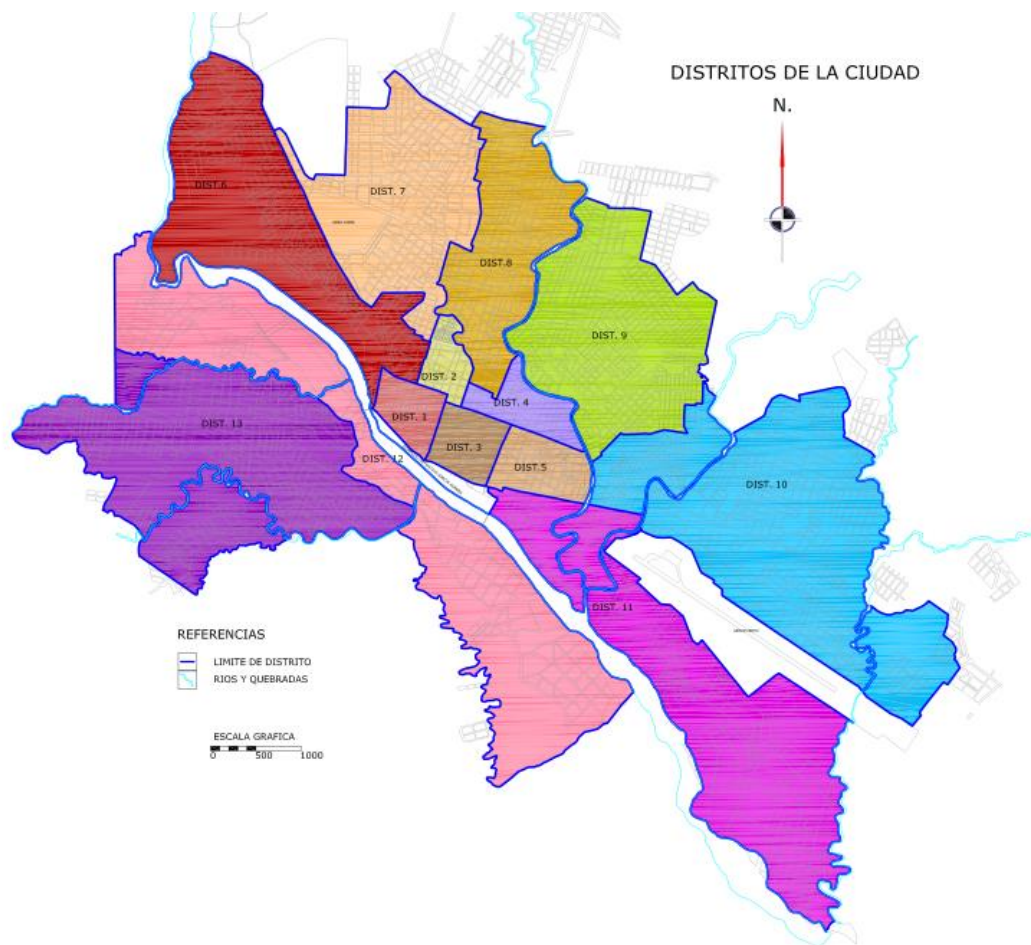 DISTRITOS DE LA CIUDAD
N.
DIST.6
DIST. 7
DIST.8
DIST. 9
DIST. 2
DIST. 4
DIST. 1
DIST. 13
DIST. 3
DIST. 12
DIST.5
DIST. 10
DIST. 11
REFERENCIAS
LIMITE DE DISTRITO
RIOS Y QUEBRADAS
ESCALA GRAFICA
0 500 1000